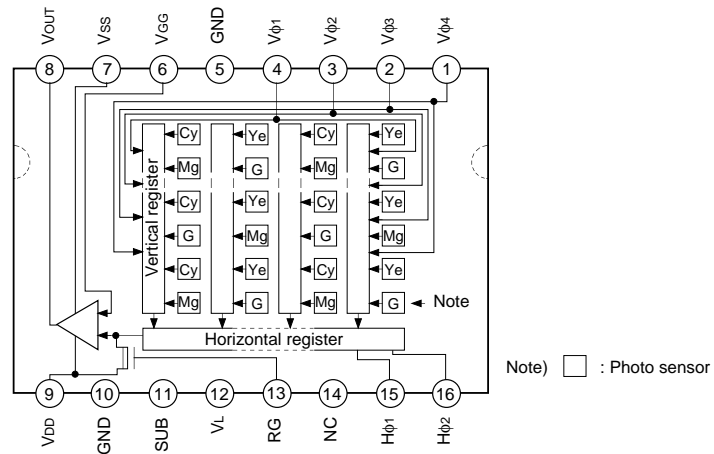 VOUT VSS VGG GND Vϕ1 Vϕ2 Vϕ3 Vϕ4
8 7 6 5 4 3 2 1
Cy Ye Cy Ye
Mg G Mg G
Cy Ye Cy Ye
G Mg G Mg
Cy Ye Cy Ye
Mg G Mg G Note
Vertical register
Horizontal register
Note) : Photo sensor
9 10 11 12 13 14 15 16
VDD GND SUB VL RG NC Hϕ1 Hϕ2